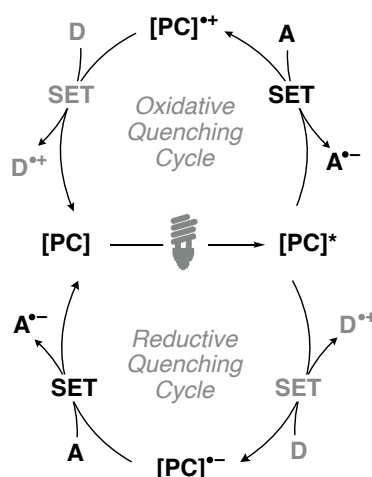 D [PC]•+ A
SET SET
Oxidative
Quenching
Cycle
D•+ A•−
[PC] [PC]*
A•− D•+
Reductive
Quenching
Cycle
SET SET
A [PC]•− D